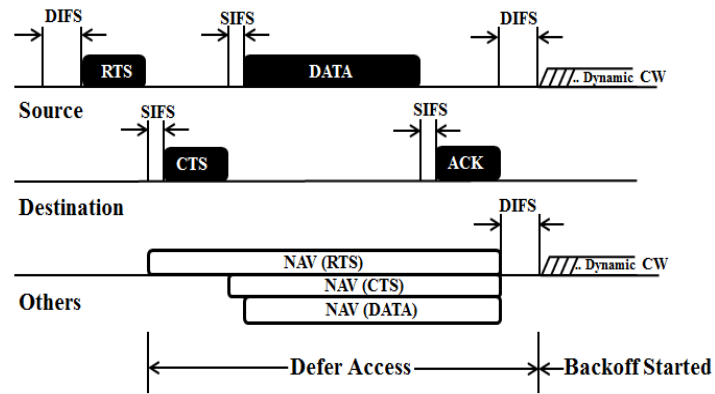 DIFS
SIFS
DIFS
RTS
DATA
.. Dynamic CW
Source
SIFS
SIFS
CTS
ACK
Destination
DIFS
NAV (RTS)
.. Dynamic CW
NAV (CTS)
Others
NAV (DATA)
Defer Access
Backoff Started